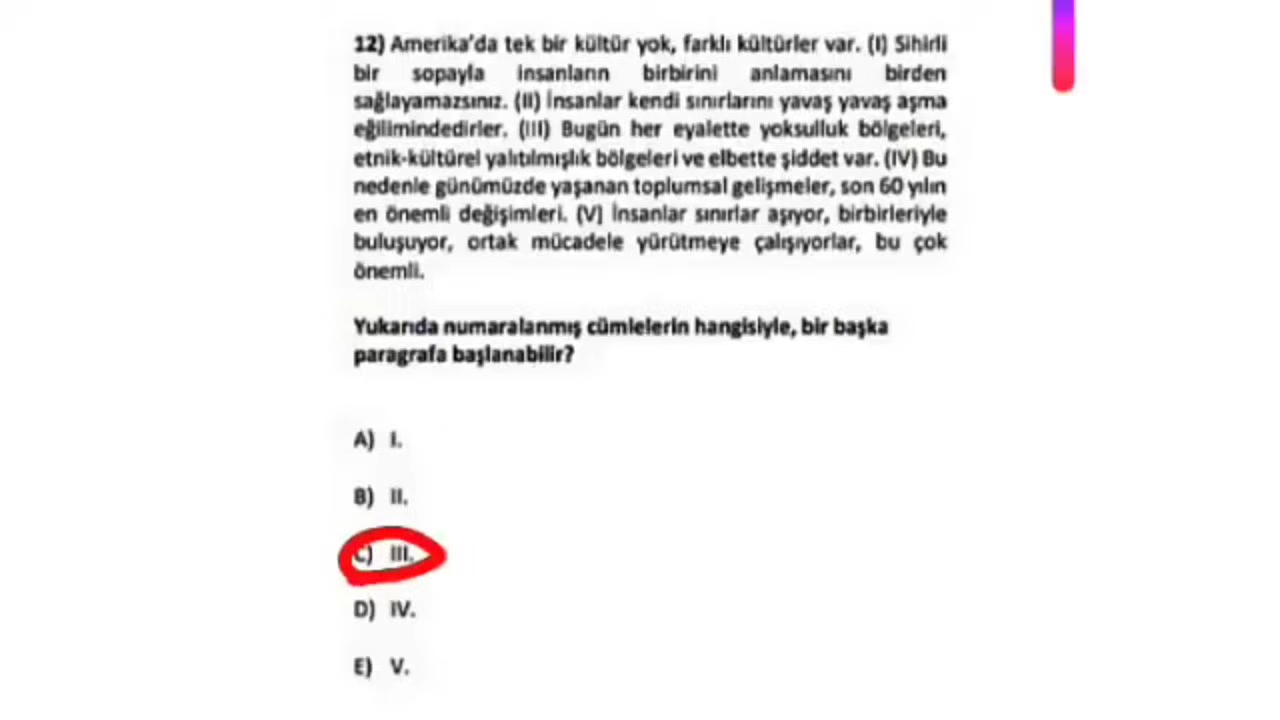 12) Amerika'da tek bir kültür yok, farklı kültürler var. (I) Sihirli
bir sopayla insanların birbirini anlamasını birden
sağlayamazsınız. (II) İnsanlar kendi sınırlarını yavaş yavaş aşma
eğilimindedirler. (III) Bugün her eyalette yoksulluk bölgeleri,
etnik-kültürel yalıtılmışlık bölgeleri ve elbette şiddet var. (IV) Bu
nedenle günümüzde yaşanan toplumsal gelişmeler, son 60 yılın
en önemli değişimleri. (V) İnsanlar sınırlar aşıyor, birbirleriyle
buluşuyor, ortak mücadele yürütmeye çalışıyorlar, bu çok
önemli.
Yukarıda numaralanmış cümlelerin hangisiyle, bir başka
paragrafa başlanabilir?
A) I.
B) II.
C) III.
D) IV.
E) V.